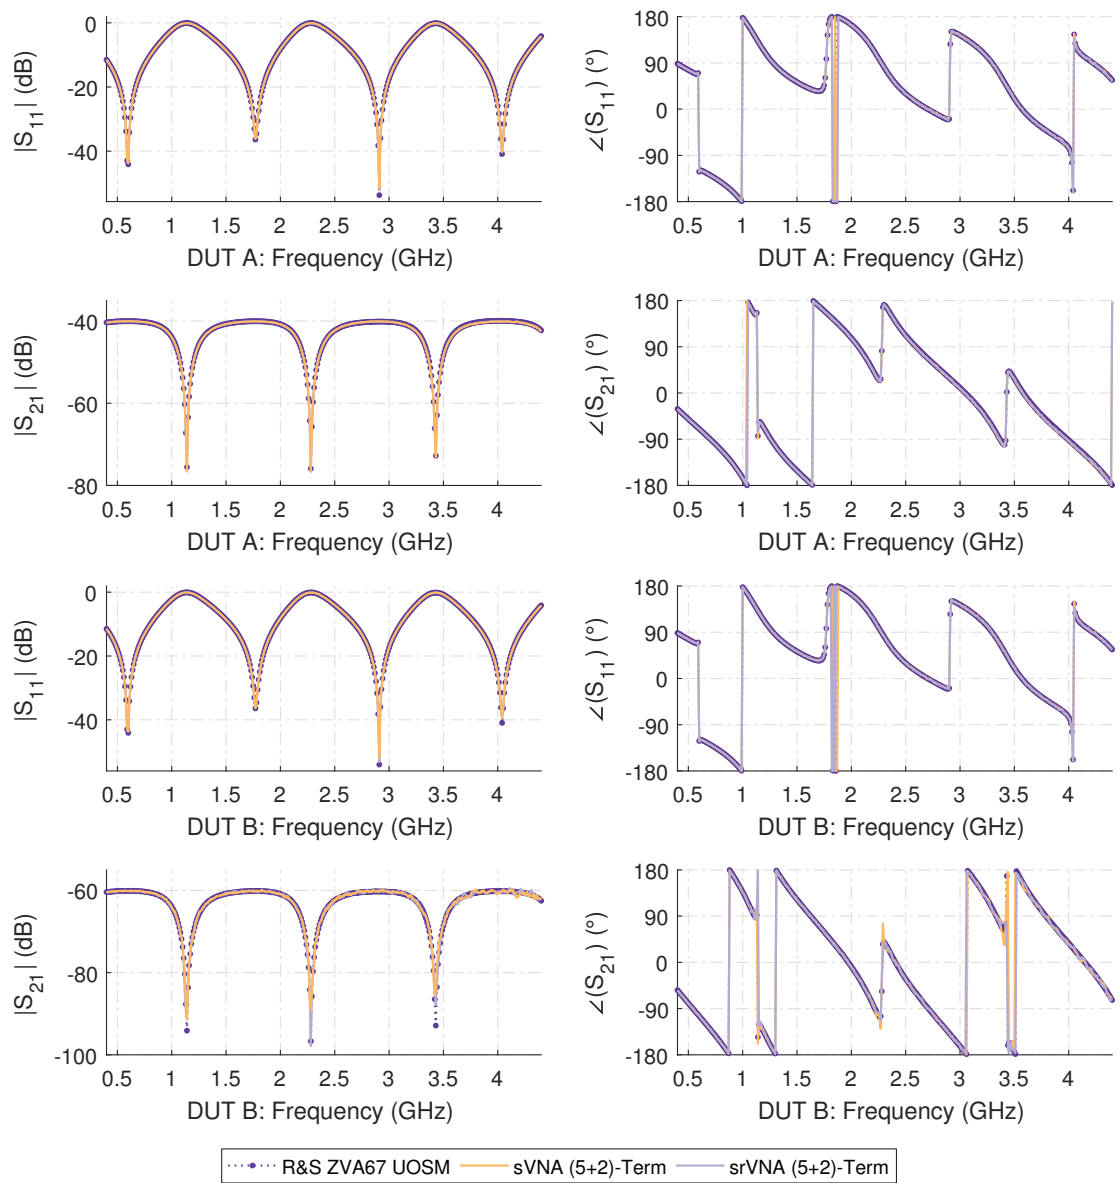 |S11| (dB)
0
-20
-40
0.5 1 1.5 2 2.5 3 3.5 4
DUT A: Frequency (GHz)
∠(S11) (°)
180
90
0
-90
-180
0.5 1 1.5 2 2.5 3 3.5 4
DUT A: Frequency (GHz)
|S21| (dB)
-40
-60
-80
0.5 1 1.5 2 2.5 3 3.5 4
DUT A: Frequency (GHz)
∠(S21) (°)
180
90
0
-90
-180
0.5 1 1.5 2 2.5 3 3.5 4
DUT A: Frequency (GHz)
|S11| (dB)
0
-20
-40
0.5 1 1.5 2 2.5 3 3.5 4
DUT B: Frequency (GHz)
∠(S11) (°)
180
90
0
-90
-180
0.5 1 1.5 2 2.5 3 3.5 4
DUT B: Frequency (GHz)
|S21| (dB)
-60
-80
-100
0.5 1 1.5 2 2.5 3 3.5 4
DUT B: Frequency (GHz)
∠(S21) (°)
180
90
0
-90
-180
0.5 1 1.5 2 2.5 3 3.5 4
DUT B: Frequency (GHz)
R&S ZVA67 UOSM sVNA (5+2)-Term srVNA (5+2)-Term